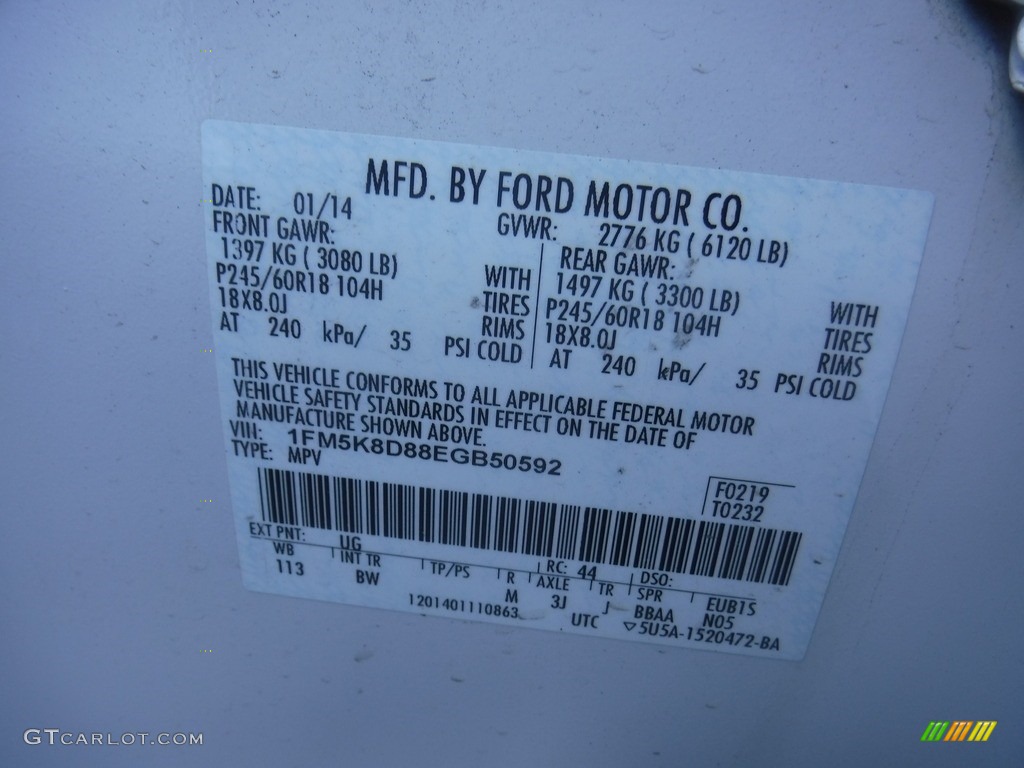 MFD. BY FORD MOTOR CO.
DATE: 01/14 GVWR: 2776 KG ( 6120 LB)
FRONT GAWR: REAR GAWR:
1397 KG ( 3080 LB) WITH 1497 KG ( 3300 LB) WITH
P245/60R18 104H TIRES P245/60R18 104H TIRES
18X8.0J RIMS 18X8.0J RIMS
AT 240 kPa/ 35 PSI COLD AT 240 kPa/ 35 PSI COLD
THIS VEHICLE CONFORMS TO ALL APPLICABLE FEDERAL MOTOR
VEHICLE SAFETY STANDARDS IN EFFECT ON THE DATE OF
MANUFACTURE SHOWN ABOVE.
VIN: 1FM5K8D88EGB50592
TYPE: MPV
F0219
T0232
EXT PNT: UG RC: 44 DSO:
WB INT TR TP/PS R AXLE TR SPR EUB1S
113 BW M 3J J BBAA N05
1201401110863 UTC ▽5U5A-1520472-BA
GTCARLOT.COM